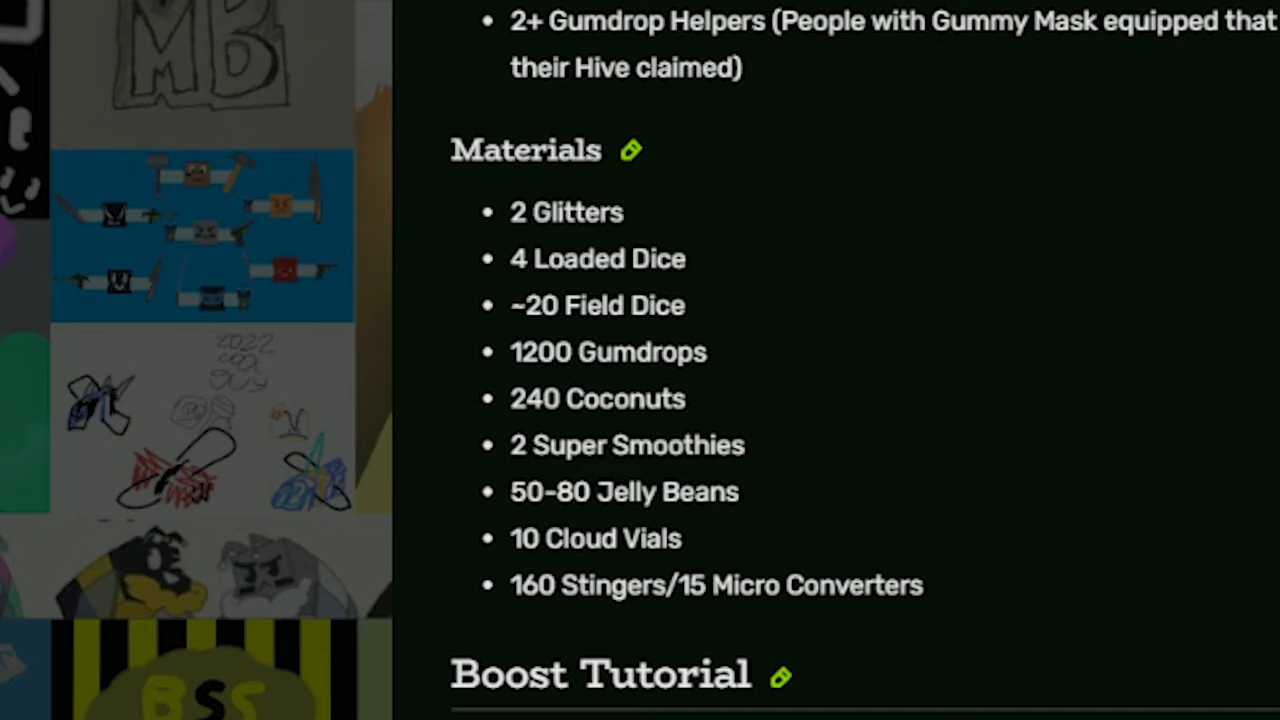 MB
2+ Gumdrop Helpers (People with Gummy Mask equipped that
their Hive claimed)
Materials
2 Glitters
4 Loaded Dice
~20 Field Dice
1200 Gumdrops
240 Coconuts
2 Super Smoothies
50-80 Jelly Beans
10 Cloud Vials
160 Stingers/15 Micro Converters
2022
Boost Tutorial
BSS